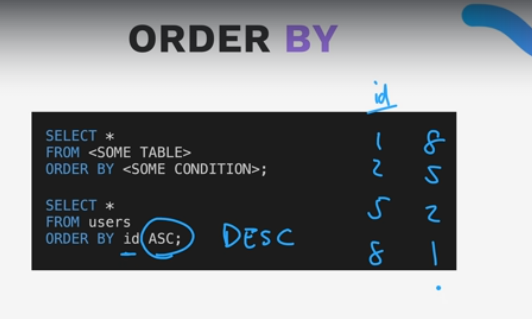 ORDER BY
id
SELECT *
FROM <SOME TABLE>
ORDER BY <SOME CONDITION>;
SELECT *
FROM users
ORDER BY id ASC;
DESC
1 8
2 5
5 2
8 1